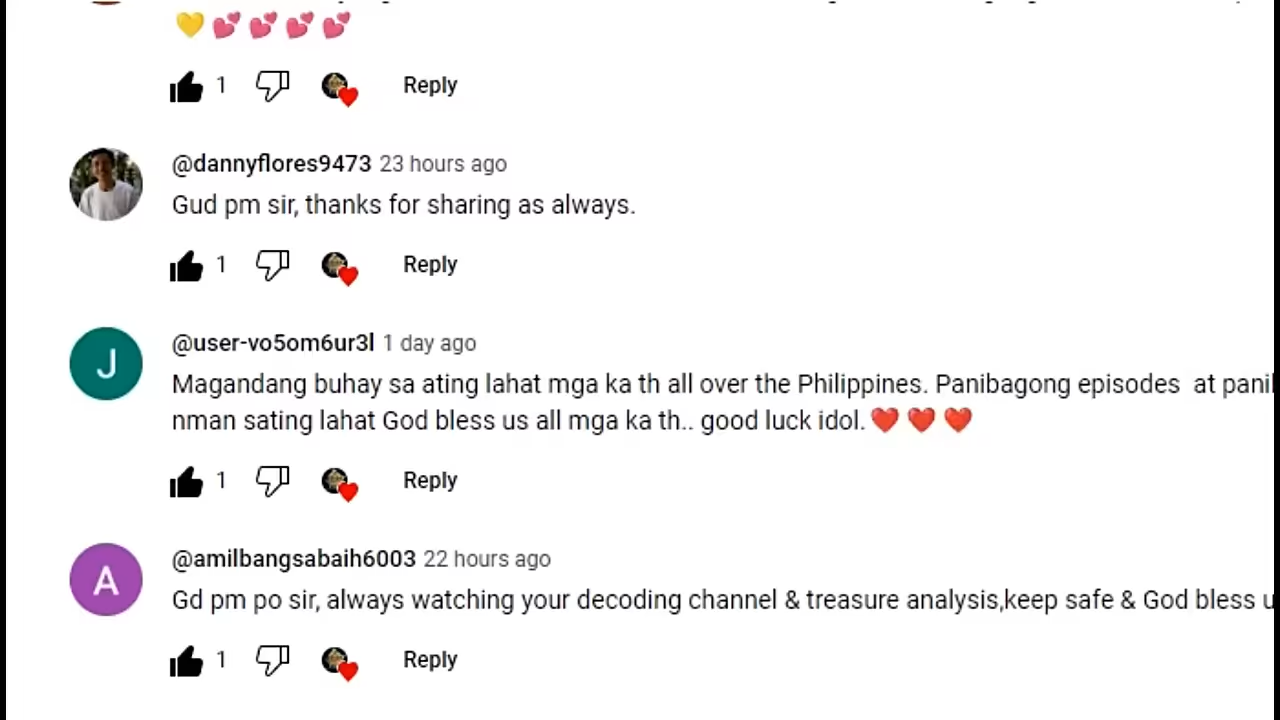 💛💕💕💕💕
1 Reply
@dannyflores9473 23 hours ago
Gud pm sir, thanks for sharing as always.
1 Reply
J
@user-vo5om6ur3l 1 day ago
Magandang buhay sa ating lahat mga ka th all over the Philippines. Panibagong episodes at
nman sating lahat God bless us all mga ka th.. good luck idol.❤️❤️❤️
1 Reply
A
@amilbangsabaih6003 22 hours ago
Gd pm po sir, always watching your decoding channel & treasure analysis,keep safe & God bless
1 Reply